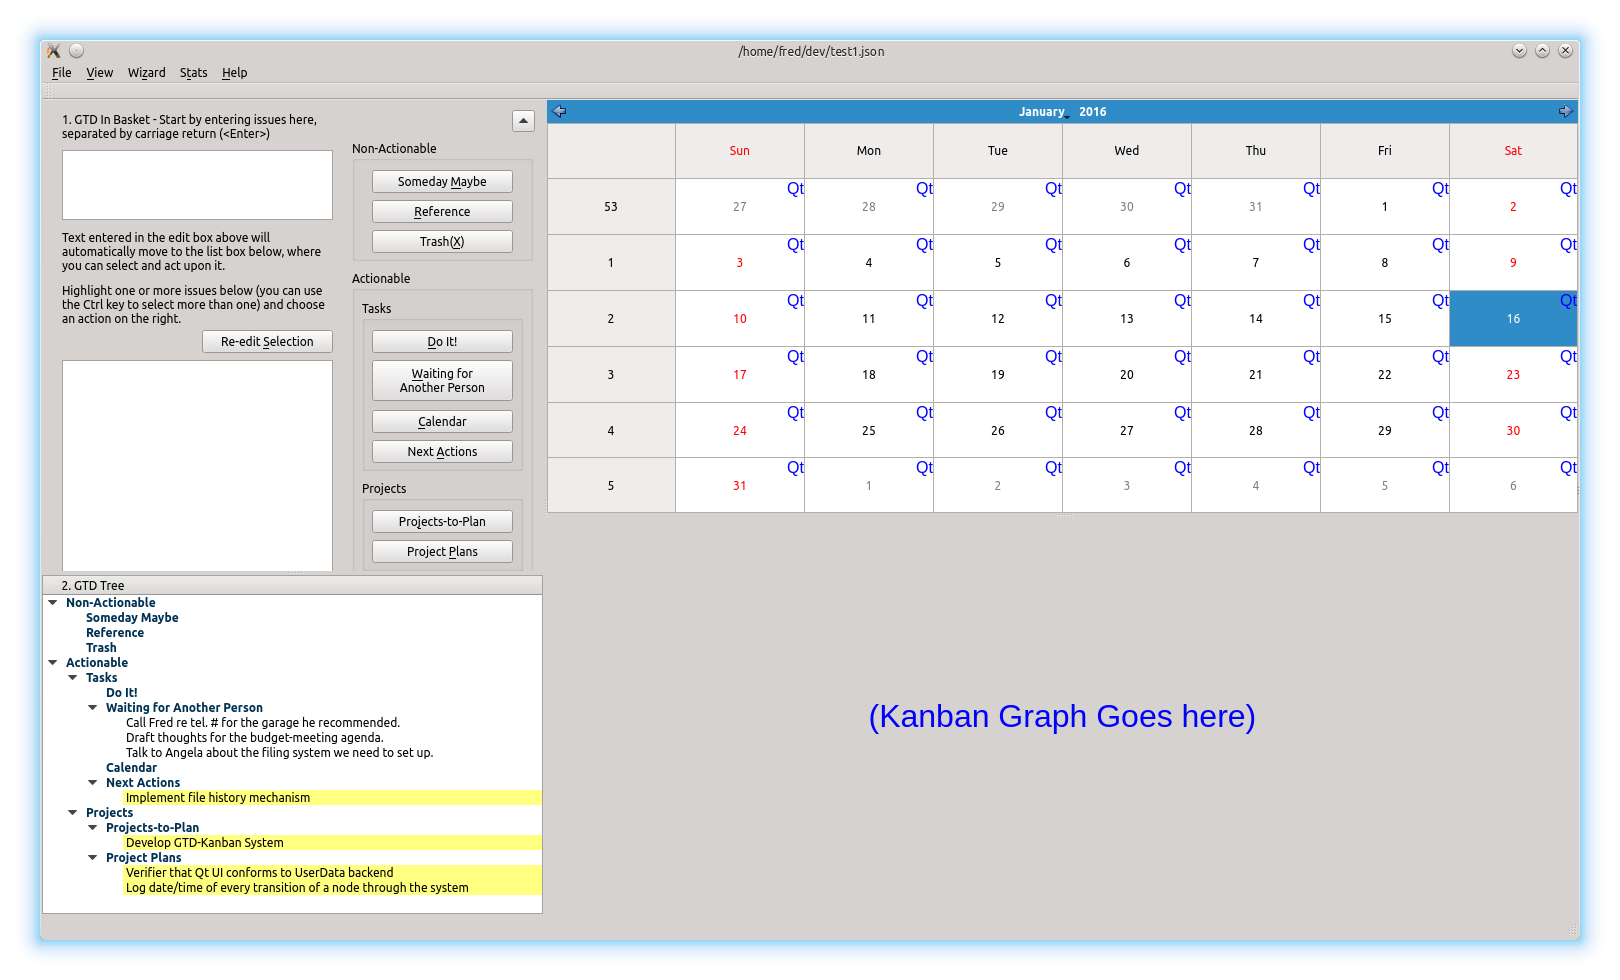 /home/fred/dev/test1.json
File View Wizard Stats Help
1. GTD In Basket - Start by entering issues here,
separated by carriage return (<Enter>)
Text entered in the edit box above will
automatically move to the list box below, where
you can select and act upon it.
Highlight one or more issues below (you can use
the Ctrl key to select more than one) and choose
an action on the right.
Re-edit Selection
Non-Actionable
Someday Maybe
Reference
Trash(X)
Actionable
Tasks
Do It!
Waiting for
Another Person
Calendar
Next Actions
Projects
Projects-to-Plan
Project Plans
2. GTD Tree
Non-Actionable
Someday Maybe
Reference
Trash
Actionable
Tasks
Do It!
Waiting for Another Person
Call Fred re tel. # for the garage he recommended.
Draft thoughts for the budget-meeting agenda.
Talk to Angela about the filing system we need to set up.
Calendar
Next Actions
Implement file history mechanism
Projects
Projects-to-Plan
Develop GTD-Kanban System
Project Plans
Verifier that Qt UI conforms to UserData backend
Log date/time of every transition of a node through the system
January 2016
Sun Mon Tue Wed Thu Fri Sat
Qt Qt Qt Qt Qt Qt Qt
53 27 28 29 30 31 1 2
Qt Qt Qt Qt Qt Qt Qt
1 3 4 5 6 7 8 9
Qt Qt Qt Qt Qt Qt Qt
2 10 11 12 13 14 15 16
Qt Qt Qt Qt Qt Qt Qt
3 17 18 19 20 21 22 23
Qt Qt Qt Qt Qt Qt Qt
4 24 25 26 27 28 29 30
Qt Qt Qt Qt Qt Qt Qt
5 31 1 2 3 4 5 6
(Kanban Graph Goes here)